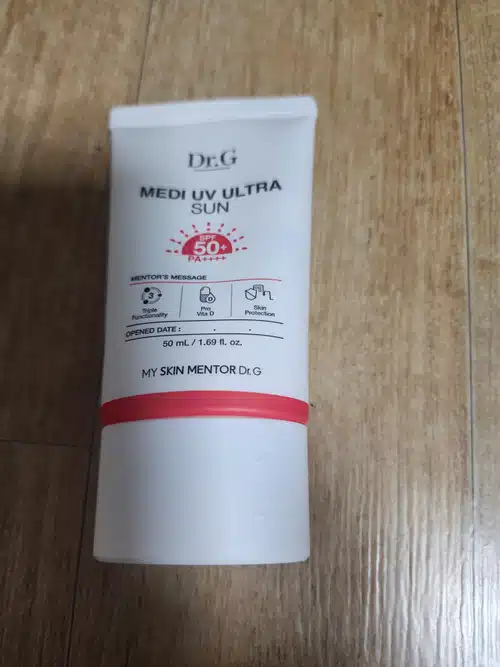 Dr.G
MEDI UV ULTRA
SUN
SPF
50+
PA++++
MENTOR'S MESSAGE
3
Triple
Functionality
Pro
Vita D
Skin
Protection
OPENED DATE : . .
50 mL / 1.69 fl. oz.
MY SKIN MENTOR Dr.G